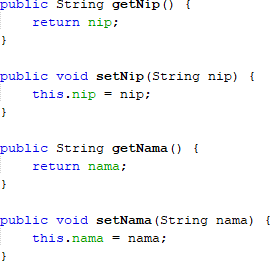 public String getNip() {
    return nip;
}

public void setNip(String nip) {
    this.nip = nip;
}

public String getNama() {
    return nama;
}

public void setNama(String nama) {
    this.nama = nama;
}